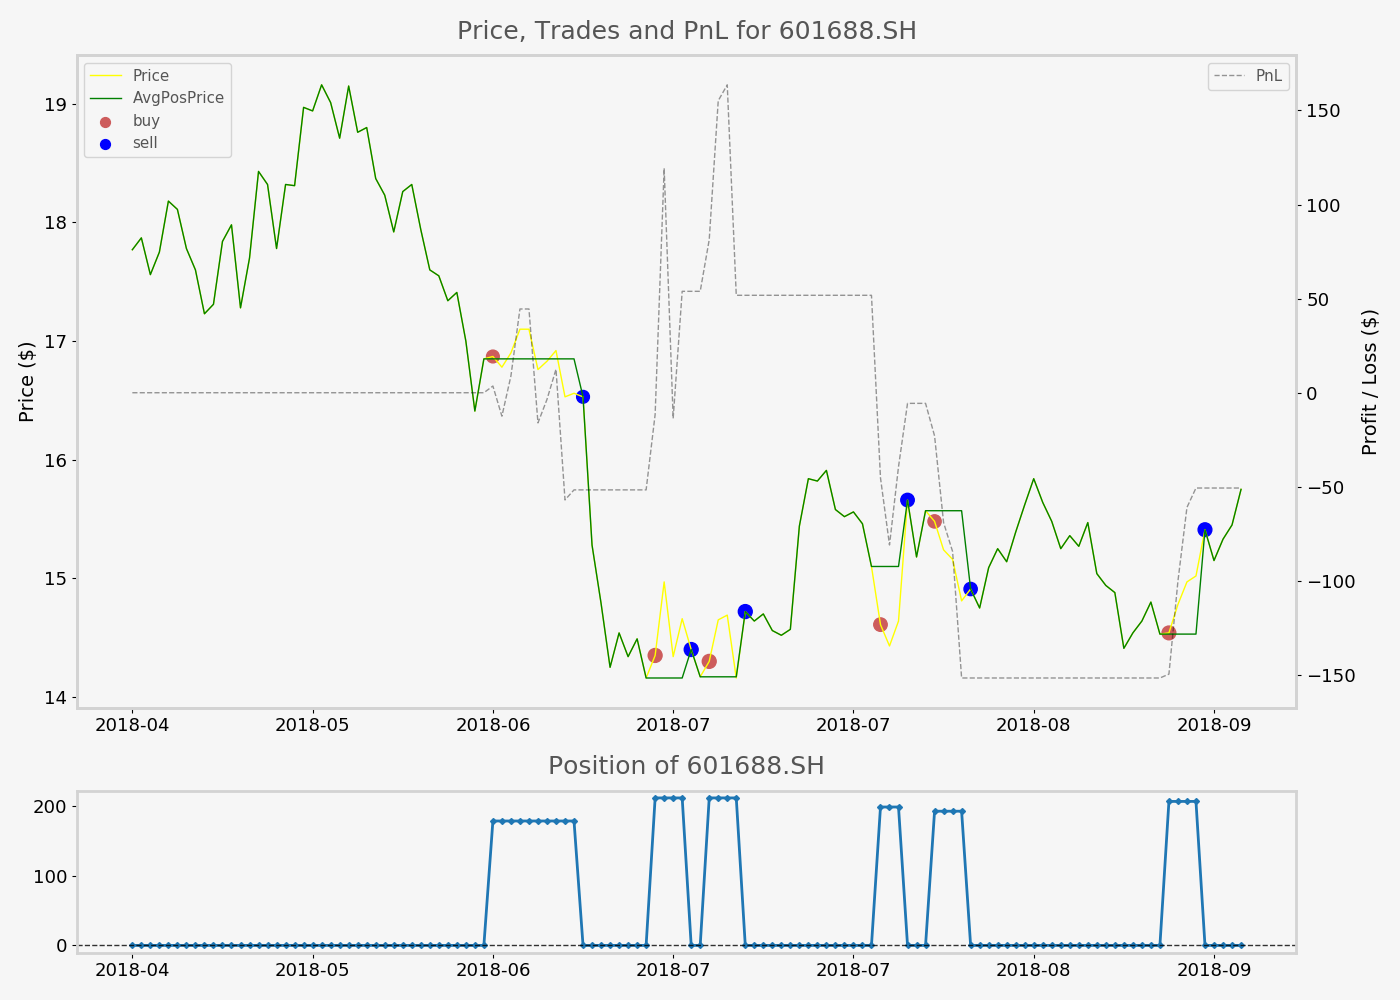 Price, Trades and PnL for 601688.SH
Price
AvgPosPrice
buy
sell
PnL
19
18
17
16
15
14
Price ($)
150
100
50
0
−50
−100
−150
Profit / Loss ($)
2018-04 2018-05 2018-06 2018-07 2018-07 2018-08 2018-09
Position of 601688.SH
200
100
0
2018-04 2018-05 2018-06 2018-07 2018-07 2018-08 2018-09